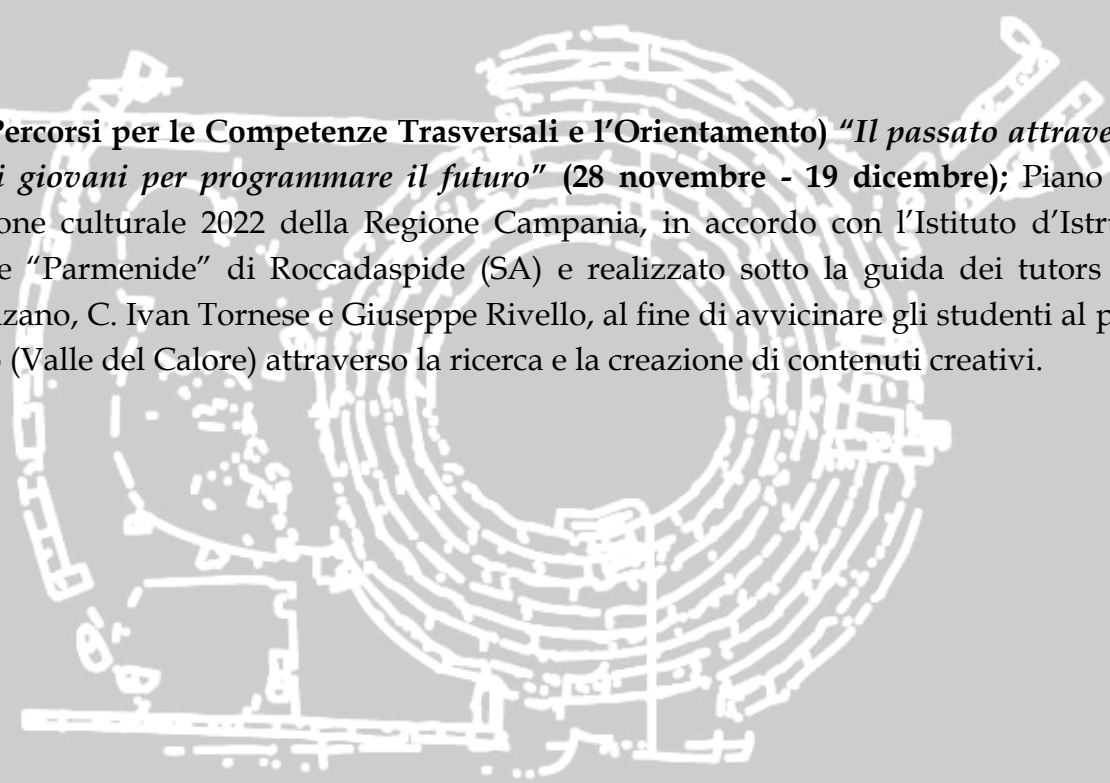 Percorsi per le Competenze Trasversali e l’Orientamento) “Il passato attrave
i giovani per programmare il futuro” (28 novembre - 19 dicembre); Piano
one culturale 2022 della Regione Campania, in accordo con l’Istituto d’Istru
e “Parmenide” di Roccadaspide (SA) e realizzato sotto la guida dei tutors
zano, C. Ivan Tornese e Giuseppe Rivello, al fine di avvicinare gli studenti al p
(Valle del Calore) attraverso la ricerca e la creazione di contenuti creativi.